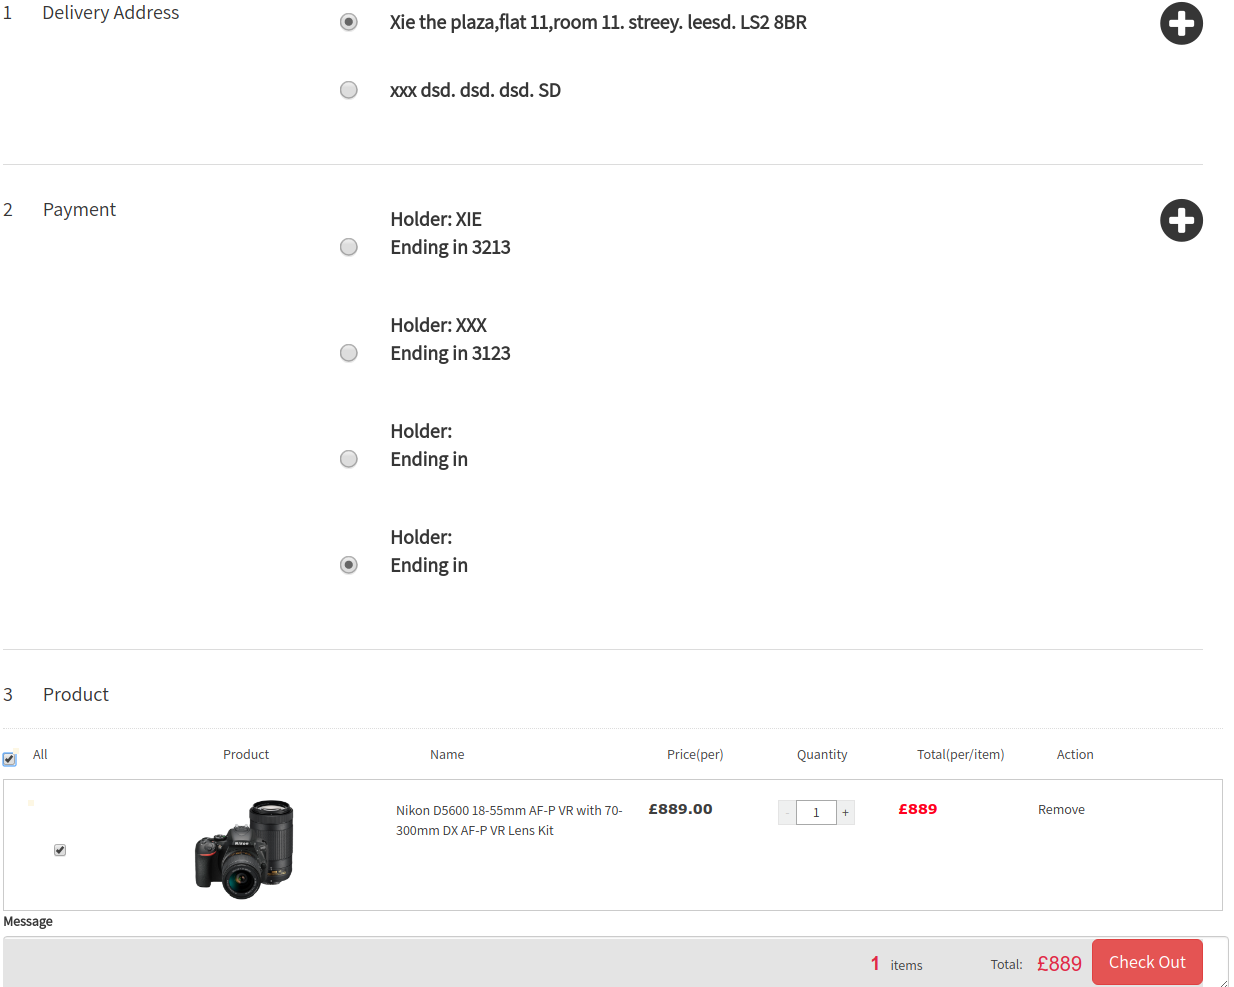 1 Delivery Address
Xie the plaza,flat 11,room 11. streey. leesd. LS2 8BR
xxx dsd. dsd. dsd. SD
2 Payment
Holder: XIE
Ending in 3213
Holder: XXX
Ending in 3123
Holder:
Ending in
Holder:
Ending in
3 Product
All Product Name Price(per) Quantity Total(per/item) Action
Nikon D5600 18-55mm AF-P VR with 70-
300mm DX AF-P VR Lens Kit
£889.00 - 1 + £889 Remove
Nikon
Message
1 items Total: £889 Check Out